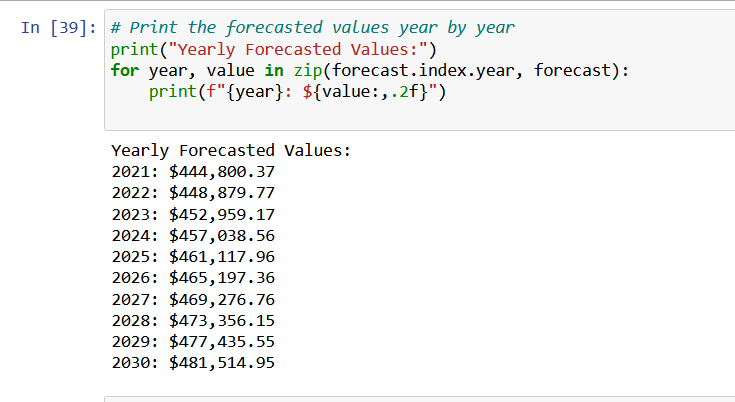 In [39]: # Print the forecasted values year by year
print("Yearly Forecasted Values:")
for year, value in zip(forecast.index.year, forecast):
    print(f"{year}: ${value:,.2f}")
Yearly Forecasted Values:
2021: $444,800.37
2022: $448,879.77
2023: $452,959.17
2024: $457,038.56
2025: $461,117.96
2026: $465,197.36
2027: $469,276.76
2028: $473,356.15
2029: $477,435.55
2030: $481,514.95